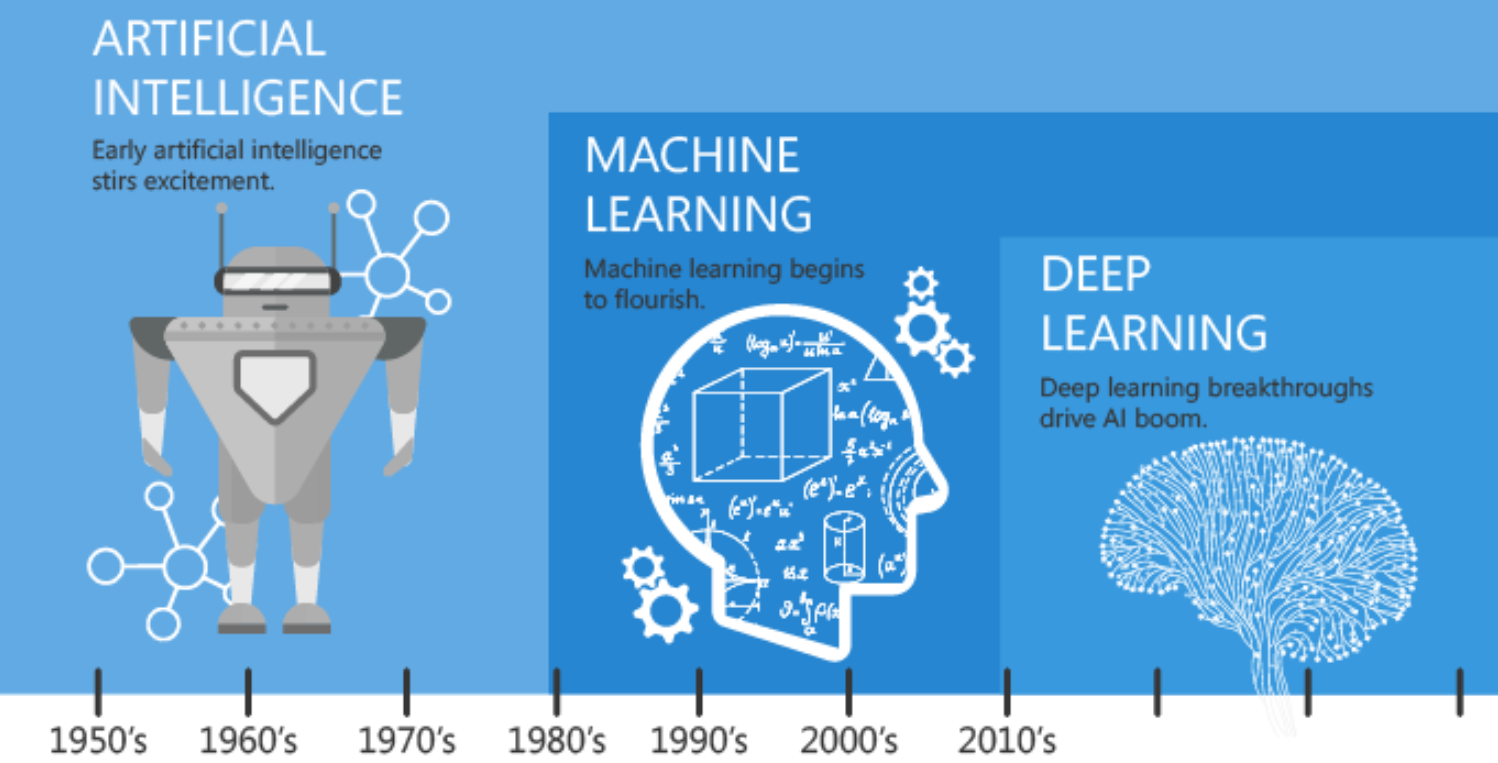 ARTIFICIAL
INTELLIGENCE
Early artificial intelligence
stirs excitement.
MACHINE
LEARNING
Machine learning begins
to flourish.
DEEP
LEARNING
Deep learning breakthroughs
drive AI boom.
1950's 1960's 1970's 1980's 1990's 2000's 2010's